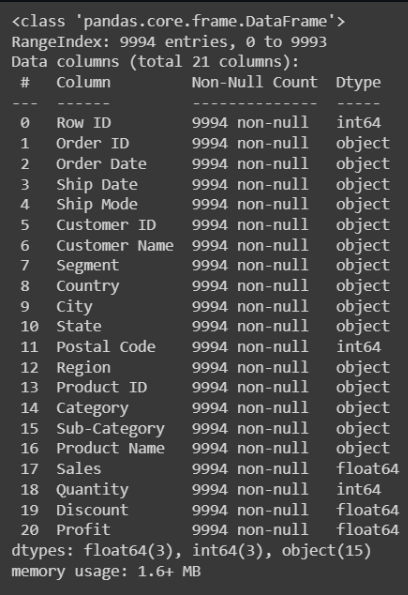 <class 'pandas.core.frame.DataFrame'>
RangeIndex: 9994 entries, 0 to 9993
Data columns (total 21 columns):
 #   Column         Non-Null Count  Dtype
---  ------         --------------  -----
 0   Row ID         9994 non-null   int64
 1   Order ID       9994 non-null   object
 2   Order Date     9994 non-null   object
 3   Ship Date      9994 non-null   object
 4   Ship Mode      9994 non-null   object
 5   Customer ID    9994 non-null   object
 6   Customer Name  9994 non-null   object
 7   Segment        9994 non-null   object
 8   Country        9994 non-null   object
 9   City           9994 non-null   object
 10  State          9994 non-null   object
 11  Postal Code    9994 non-null   int64
 12  Region         9994 non-null   object
 13  Product ID     9994 non-null   object
 14  Category       9994 non-null   object
 15  Sub-Category   9994 non-null   object
 16  Product Name   9994 non-null   object
 17  Sales          9994 non-null   float64
 18  Quantity       9994 non-null   int64
 19  Discount       9994 non-null   float64
 20  Profit         9994 non-null   float64
dtypes: float64(3), int64(3), object(15)
memory usage: 1.6+ MB